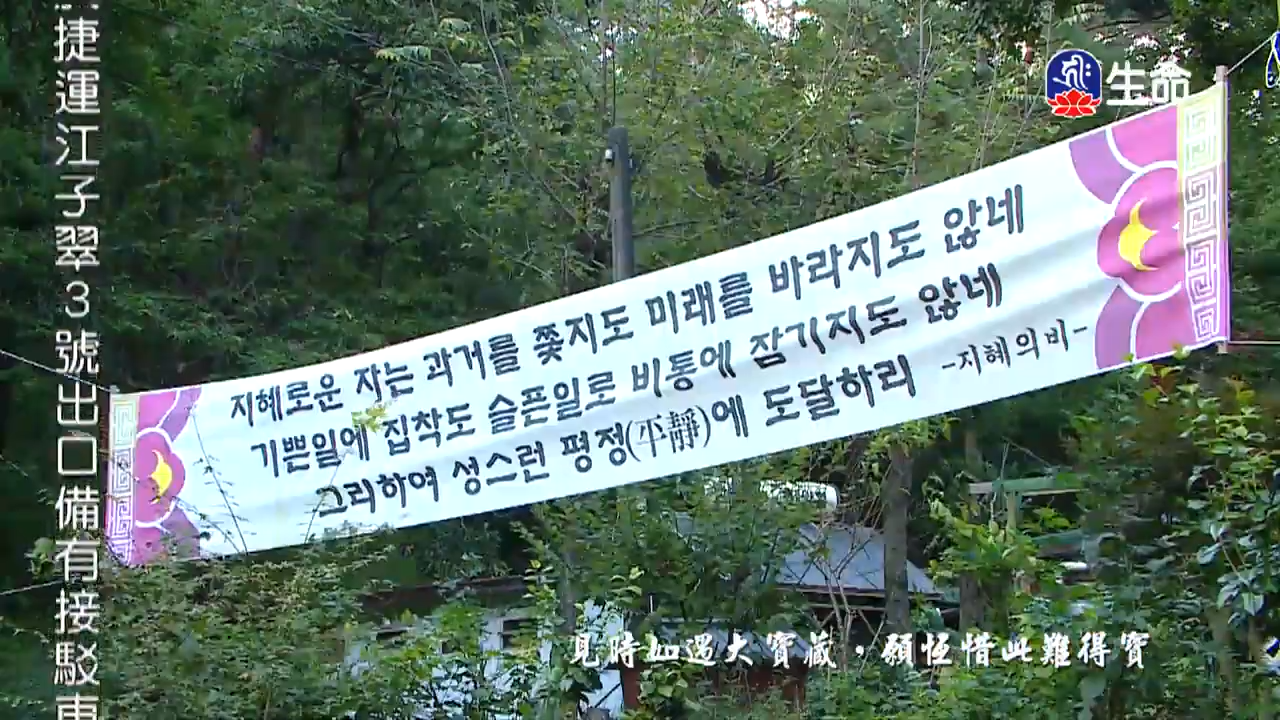 捷運江子翠3號出口備有接駁車
生命
지혜로운 자는 과거를 쫓지도 미래를 바라지도 않네
기쁜일에 집착도 슬픈일로 비통에 잠기지도 않네
그리하여 성스런 평정(平靜)에 도달하리 -지혜의비-
見時如遇大寶藏·願恆惜此難得寶